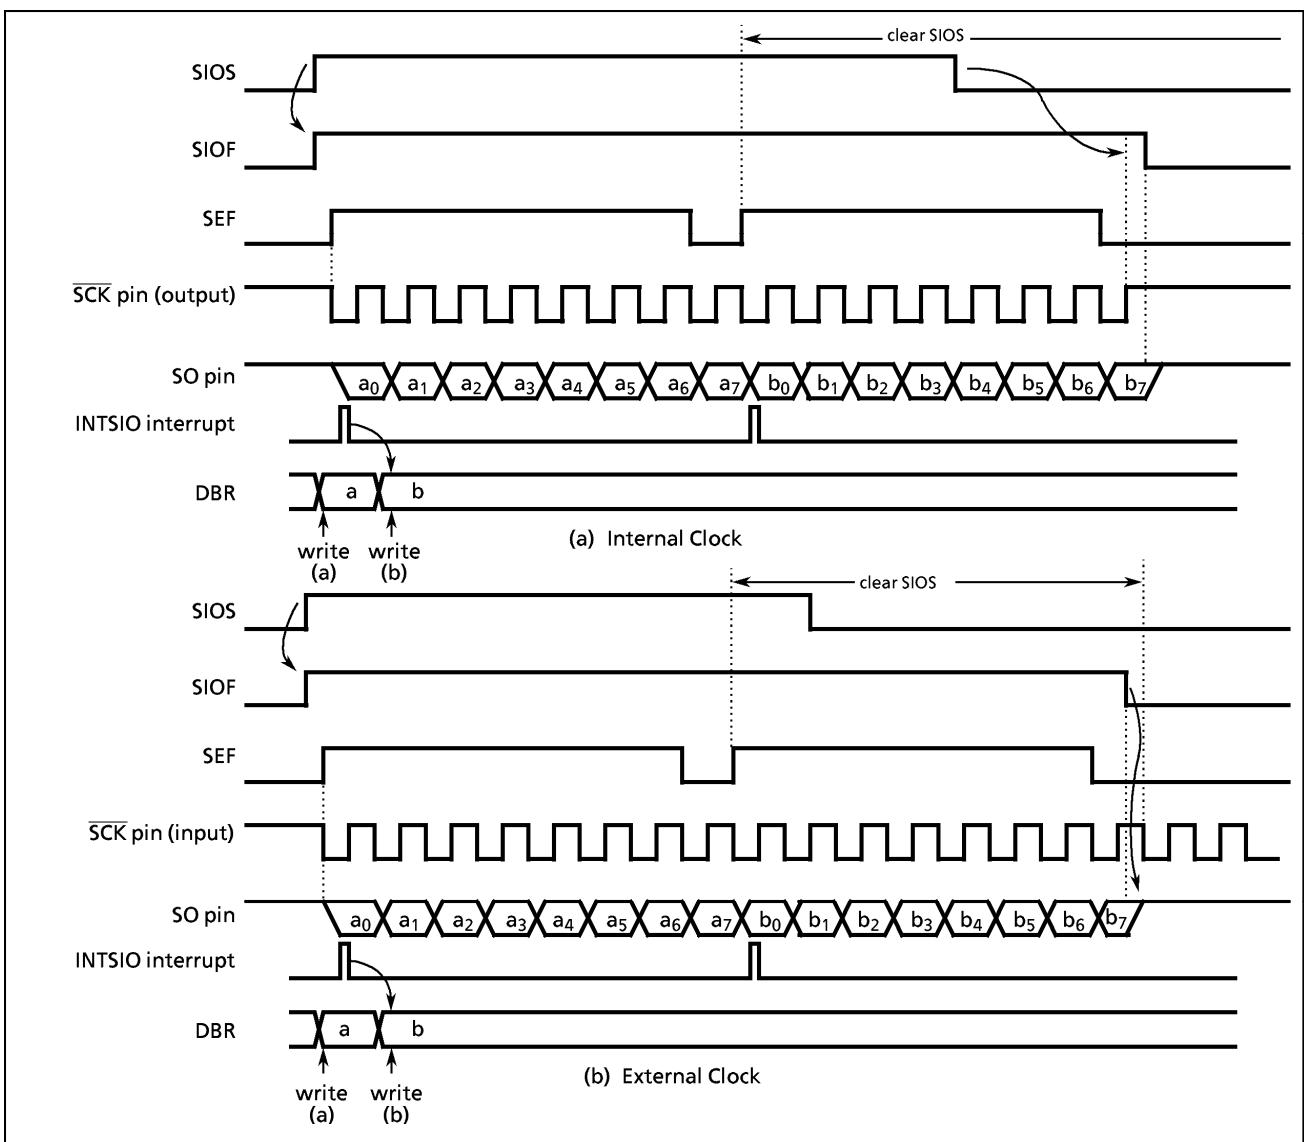 clear SIOS
SIOS
SIOF
SEF
SCK pin (output)
SO pin a0 a1 a2 a3 a4 a5 a6 a7 b0 b1 b2 b3 b4 b5 b6 b7
INTSIO interrupt
DBR a b
(a) Internal Clock
write write
(a) (b)
clear SIOS
SIOS
SIOF
SEF
SCK pin (input)
SO pin a0 a1 a2 a3 a4 a5 a6 a7 b0 b1 b2 b3 b4 b5 b6 b7
INTSIO interrupt
DBR a b
(b) External Clock
write write
(a) (b)